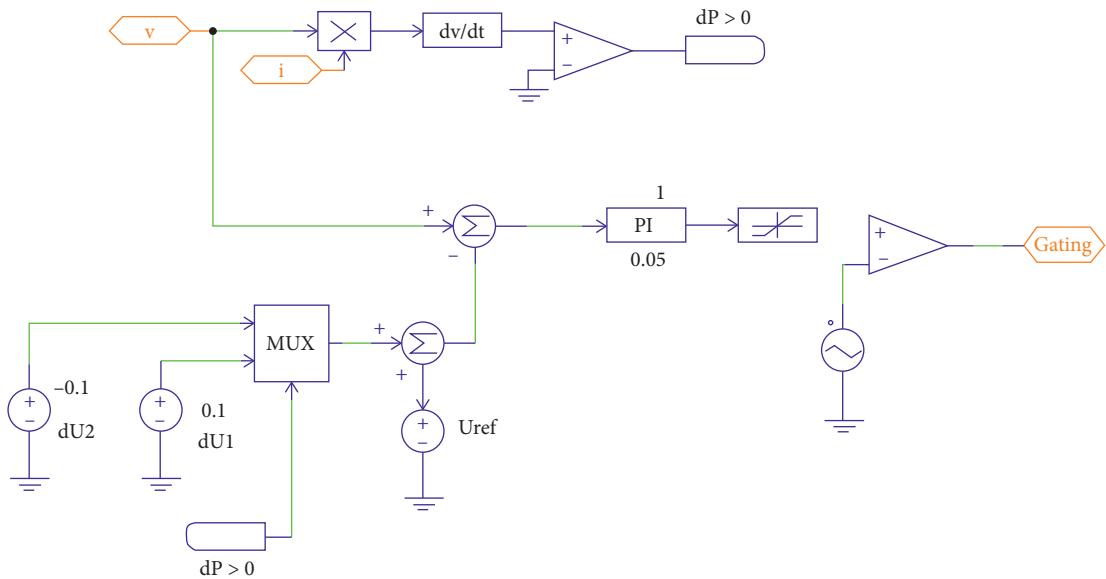 dP > 0
v
dv/dt
+
−
i
1
+
PI
−
0.05
+
−
Gating
+
MUX
+
−0.1
+
−
dU2
0.1
+
−
dU1
+
−
Uref
dP > 0